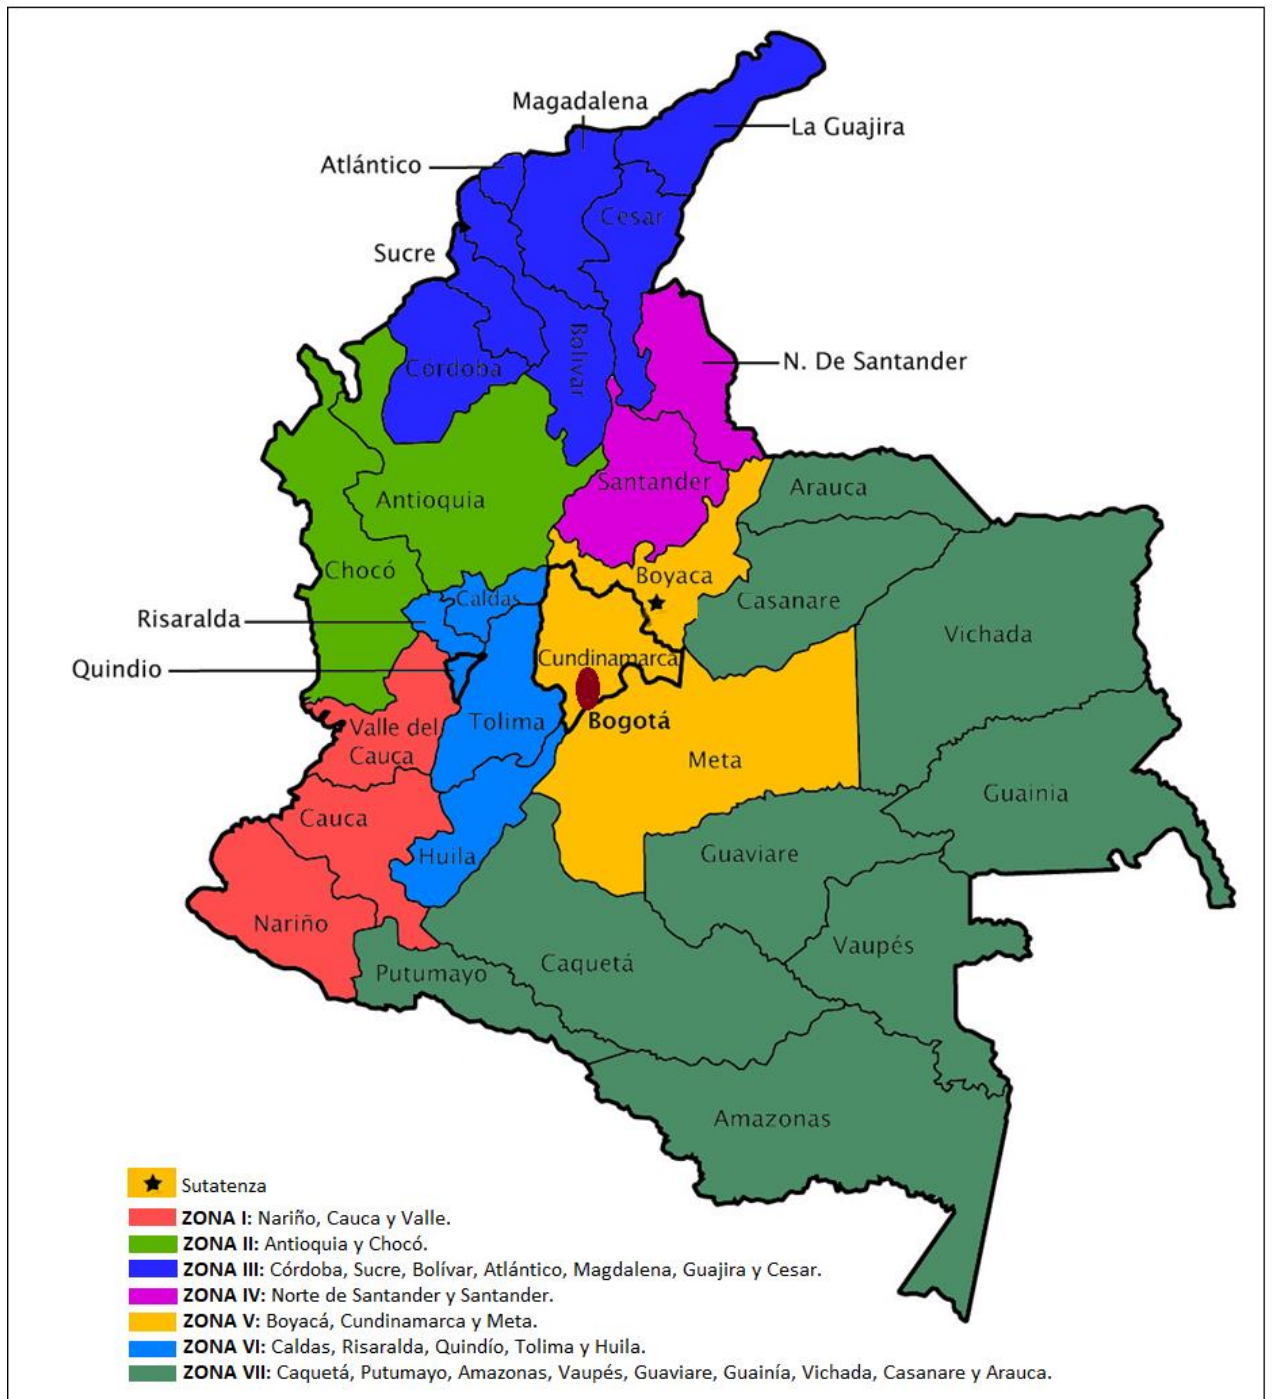 Magadalena
La Guajira
Atlántico
Cesar
Sucre
Bolivar
N. De Santander
Córdoba
Santander
Arauca
Antioquia
Chocó
Boyaca
Caldas
Casanare
Risaralda
Vichada
Cundinamarca
Quindio
Tolima
Bogotá
Valle del
Cauca
Meta
Guainia
Cauca
Huila
Guaviare
Nariño
Vaupés
Putumayo
Caquetá
Amazonas
Sutatenza
ZONA I: Nariño, Cauca y Valle.
ZONA II: Antioquia y Chocó.
ZONA III: Córdoba, Sucre, Bolívar, Atlántico, Magdalena, Guajira y Cesar.
ZONA IV: Norte de Santander y Santander.
ZONA V: Boyacá, Cundinamarca y Meta.
ZONA VI: Caldas, Risaralda, Quindío, Tolima y Huila.
ZONA VII: Caquetá, Putumayo, Amazonas, Vaupés, Guaviare, Guainía, Vichada, Casanare y Arauca.